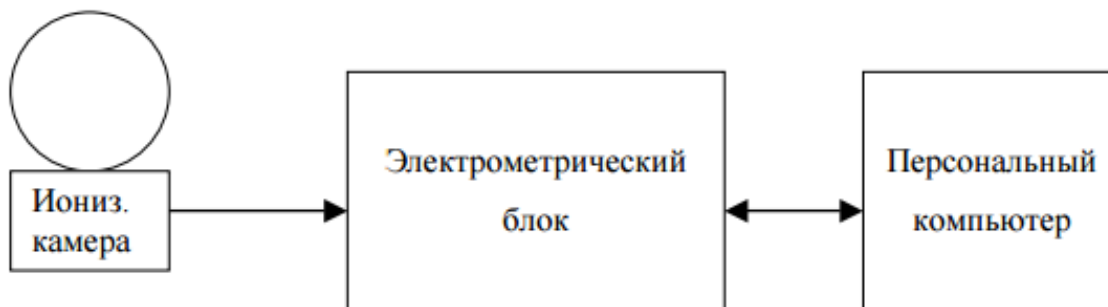 Иониз.
камера
Электрометрический
блок
Персональный
компьютер